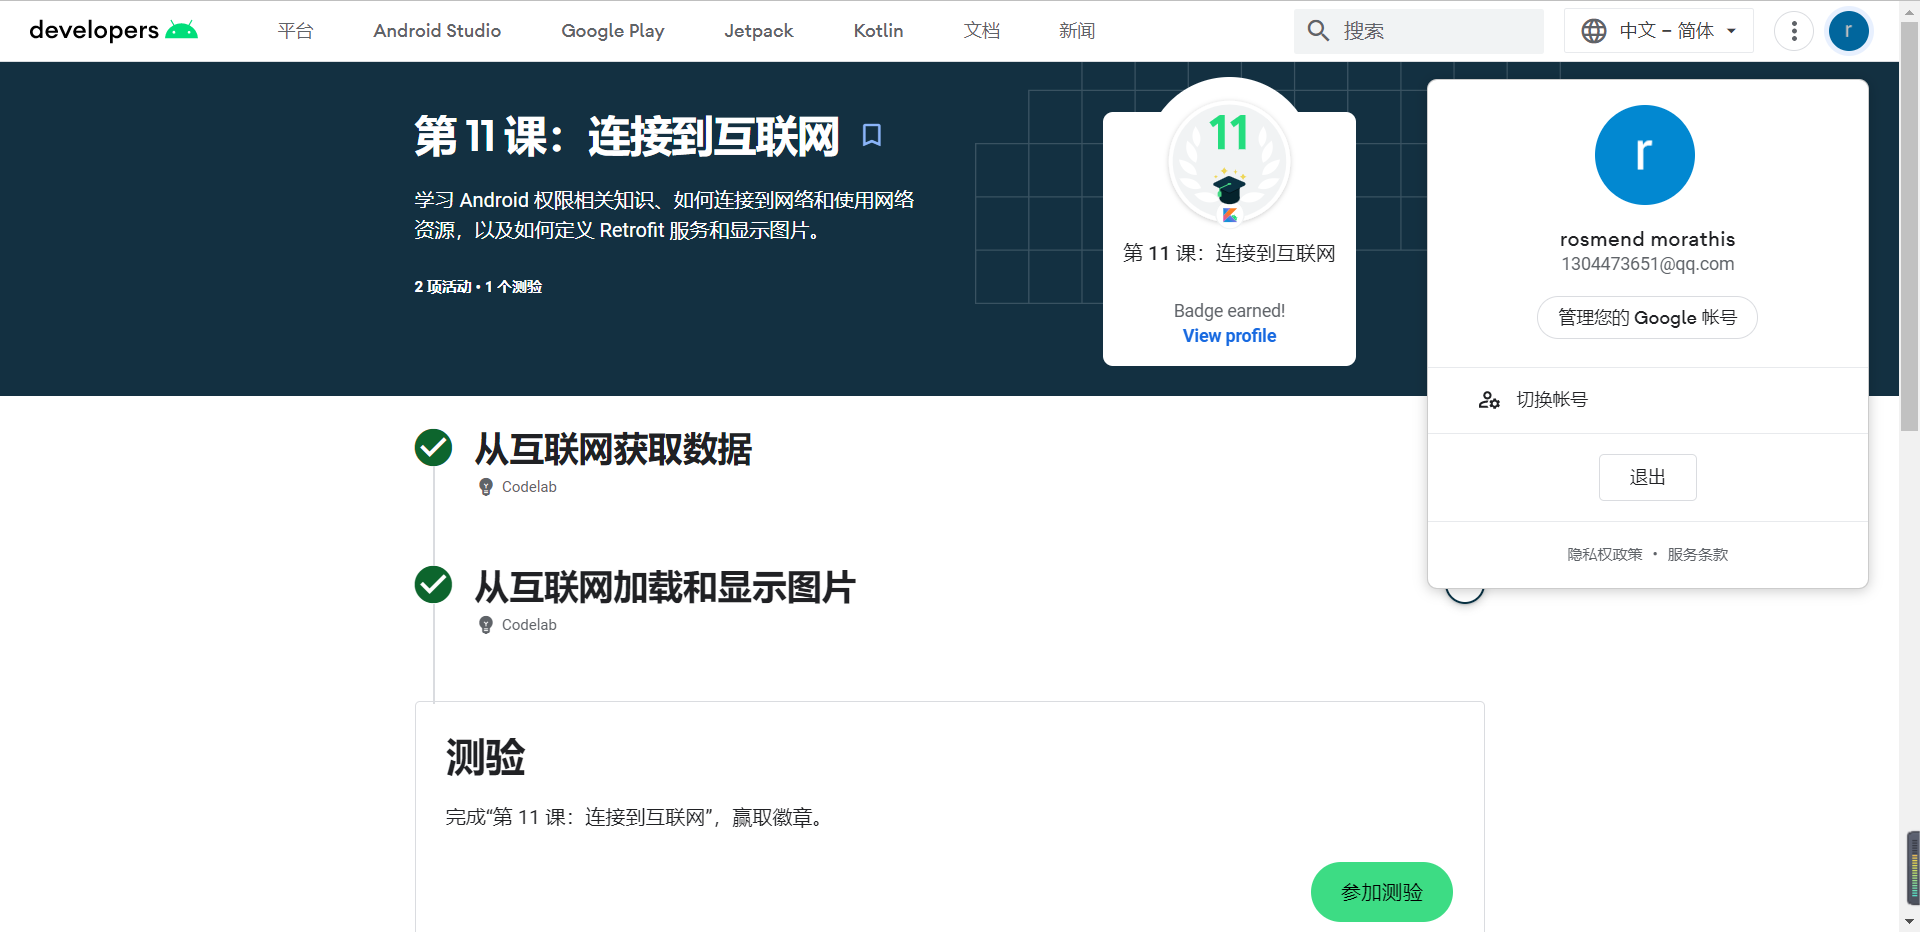 developers
平台
Android Studio
Google Play
Jetpack
Kotlin
文档
新闻
搜索
中文 – 简体
r
第 11 课：连接到互联网
学习 Android 权限相关知识、如何连接到网络和使用网络
资源，以及如何定义 Retrofit 服务和显示图片。
2 项活动 • 1 个测验
11
第 11 课：连接到互联网
Badge earned!
View profile
r
rosmend morathis
1304473651@qq.com
管理您的 Google 帐号
切换帐号
退出
隐私权政策 • 服务条款
从互联网获取数据
Codelab
从互联网加载和显示图片
Codelab
测验
完成“第 11 课：连接到互联网”，赢取徽章。
参加测验